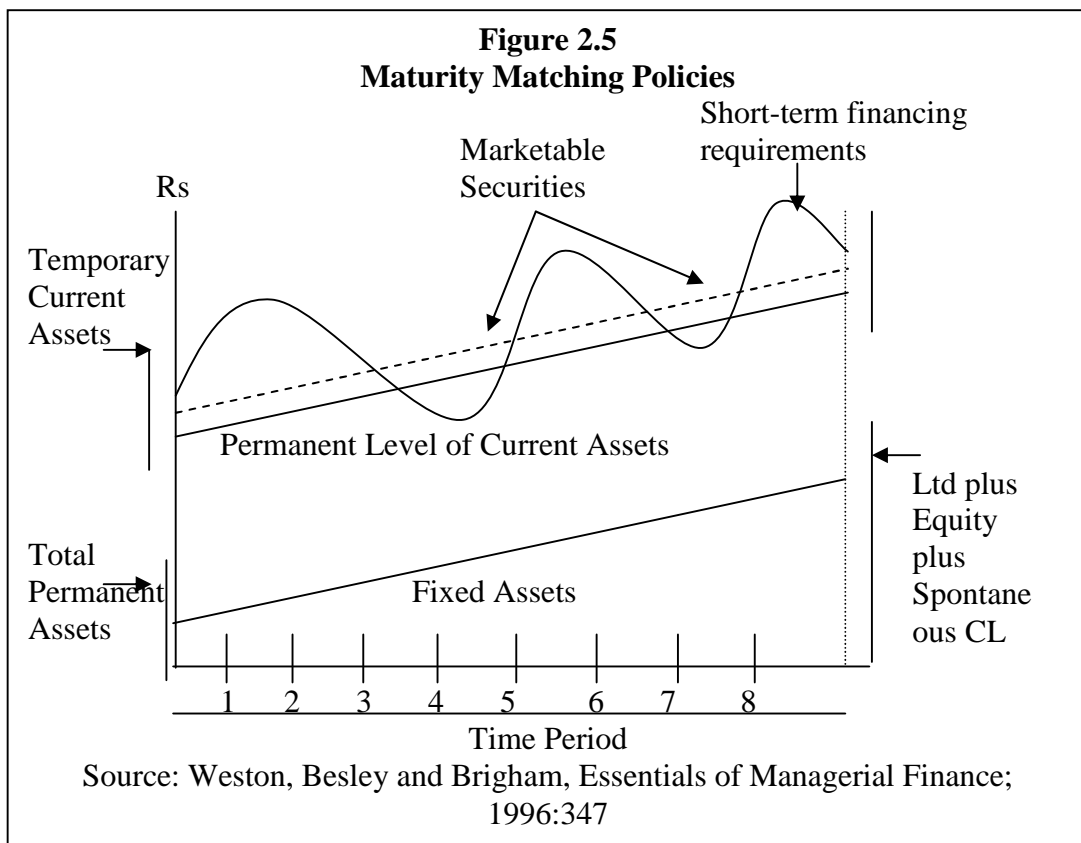 Figure 2.5
Maturity Matching Policies
Short-term financing
requirements
Marketable
Securities
Rs
Temporary
Current
Assets
Permanent Level of Current Assets
Ltd plus
Equity
plus
Spontane
ous CL
Total
Permanent
Assets
Fixed Assets
1 2 3 4 5 6 7 8
Time Period
Source: Weston, Besley and Brigham, Essentials of Managerial Finance;
1996:347